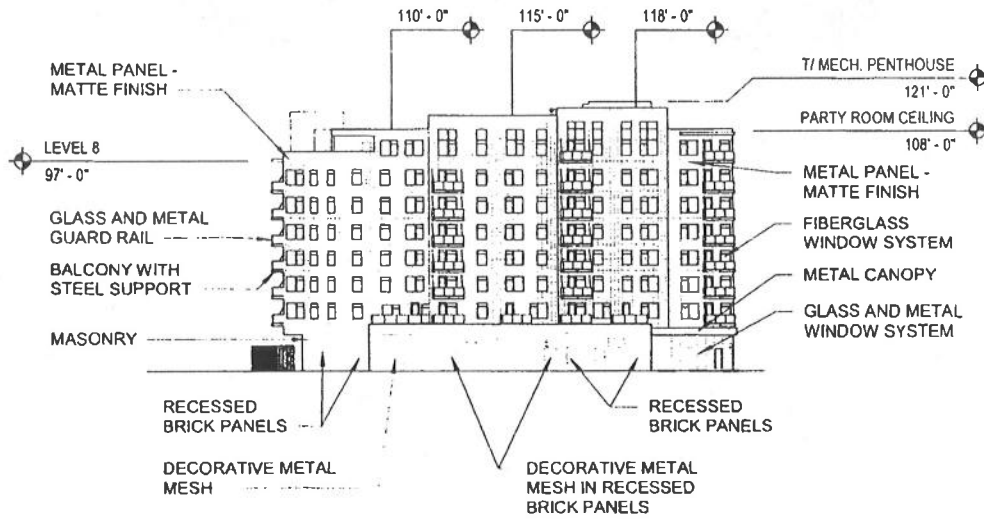 110' - 0"
115' - 0"
118' - 0"
METAL PANEL -
MATTE FINISH
T/ MECH. PENTHOUSE
121' - 0"
PARTY ROOM CEILING
108' - 0"
LEVEL 8
97' - 0"
METAL PANEL -
MATTE FINISH
GLASS AND METAL
GUARD RAIL
FIBERGLASS
WINDOW SYSTEM
BALCONY WITH
STEEL SUPPORT
METAL CANOPY
GLASS AND METAL
WINDOW SYSTEM
MASONRY
RECESSED
BRICK PANELS
RECESSED
BRICK PANELS
DECORATIVE METAL
MESH
DECORATIVE METAL
MESH IN RECESSED
BRICK PANELS